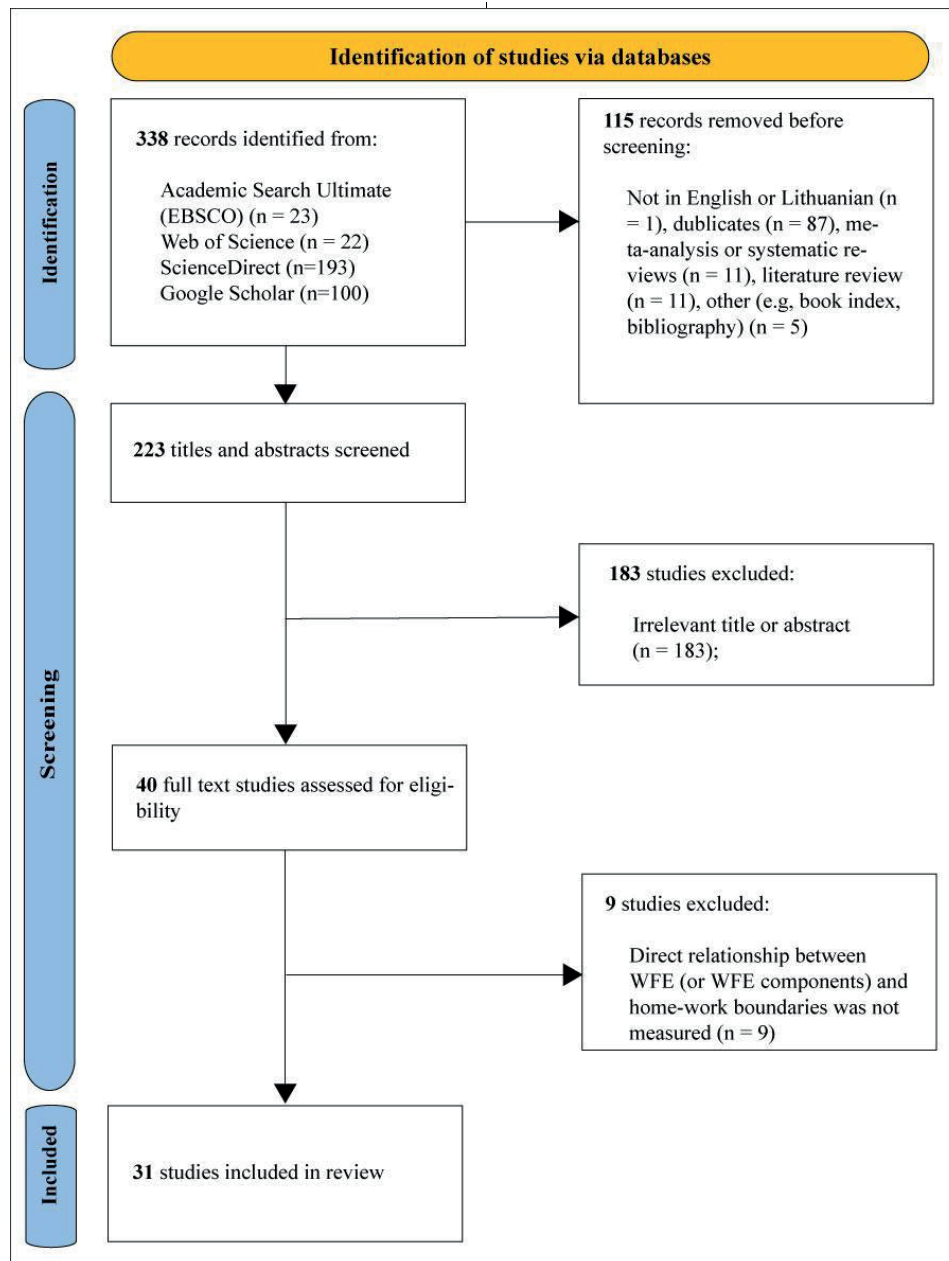 Identification of studies via databases
Identification
338 records identified from:
Academic Search Ultimate
(EBSCO) (n = 23)
Web of Science (n = 22)
ScienceDirect (n=193)
Google Scholar (n=100)
115 records removed before
screening:
Not in English or Lithuanian (n
= 1), dublicates (n = 87), me-
ta-analysis or systematic re-
views (n = 11), literature review
(n = 11), other (e.g, book index,
bibliography) (n = 5)
Screening
223 titles and abstracts screened
183 studies excluded:
Irrelevant title or abstract
(n = 183);
40 full text studies assessed for eligi-
bility
9 studies excluded:
Direct relationship between
WFE (or WFE components) and
home-work boundaries was not
measured (n = 9)
Included
31 studies included in review